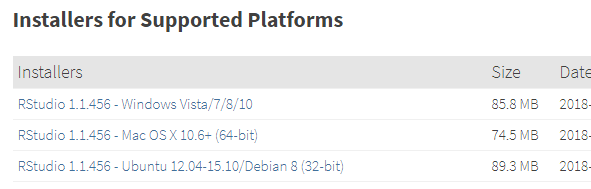 Installers for Supported Platforms
Installers Size Date
RStudio 1.1.456 - Windows Vista/7/8/10 85.8 MB 2018-
RStudio 1.1.456 - Mac OS X 10.6+ (64-bit) 74.5 MB 2018-
RStudio 1.1.456 - Ubuntu 12.04-15.10/Debian 8 (32-bit) 89.3 MB 2018-